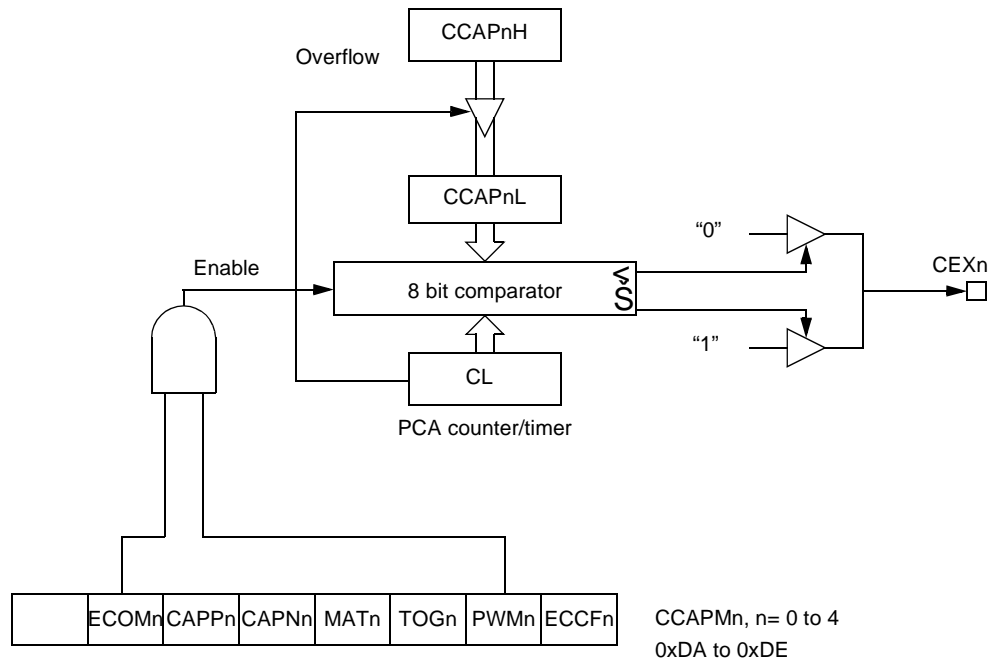 CCAPnH
Overflow
CCAPnL
“0”
Enable
8 bit comparator
<
CEXn
“1”
CL
PCA counter/timer
ECOMn CAPPn CAPNn MATn TOGn PWMn ECCFn
CCAPMn, n= 0 to 4
0xDA to 0xDE